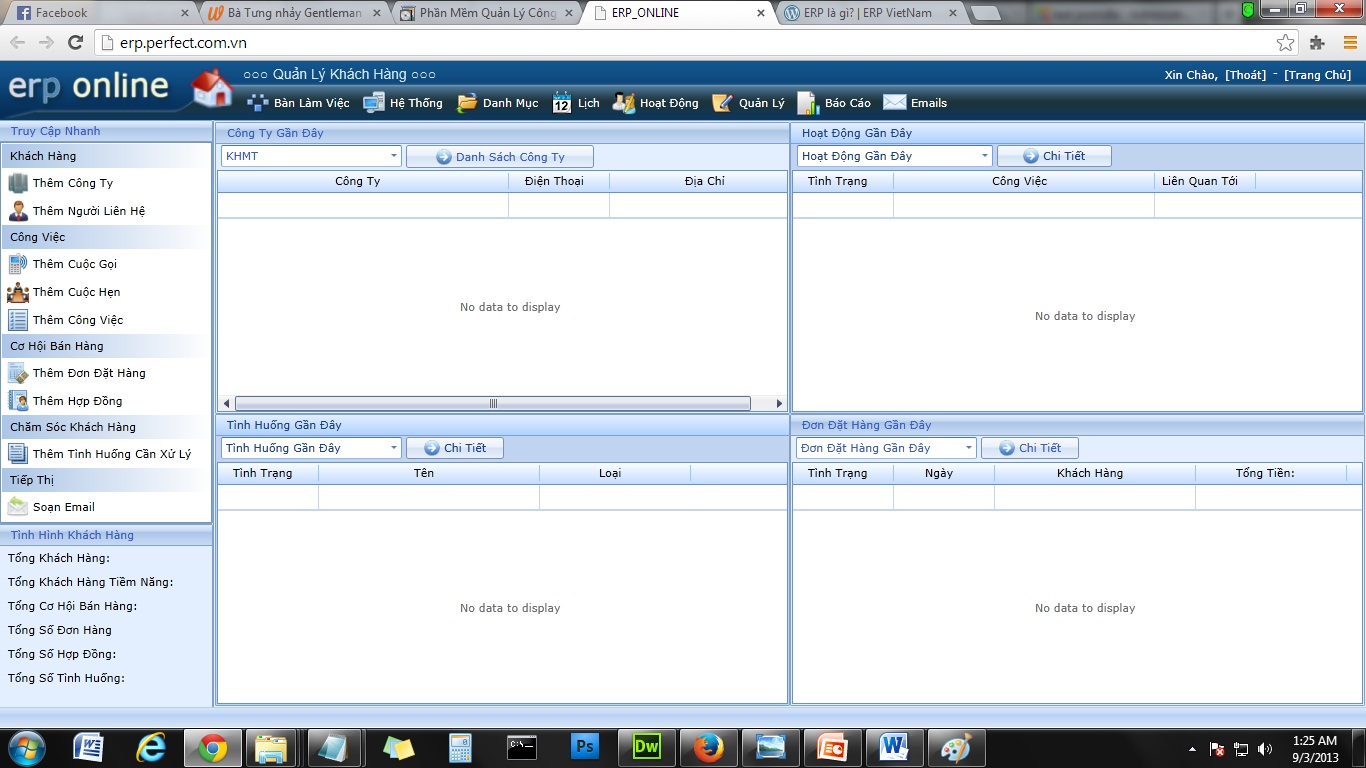 Facebook
Bà Tưng nhảy Gentleman
Phần Mềm Quản Lý Công
ERP_ONLINE
ERP là gì? | ERP VietNam
erp.perfect.com.vn
erp online
○○○ Quản Lý Khách Hàng ○○○
Xin Chào, [Thoát] - [Trang Chủ]
Bàn Làm Việc
Hệ Thống
Danh Mục
12
Lịch
Hoạt Động
Quản Lý
Báo Cáo
Emails
Truy Cập Nhanh
Khách Hàng
Thêm Công Ty
Thêm Người Liên Hệ
Công Việc
Thêm Cuộc Gọi
Thêm Cuộc Hẹn
Thêm Công Việc
Cơ Hội Bán Hàng
Thêm Đơn Đặt Hàng
Thêm Hợp Đồng
Chăm Sóc Khách Hàng
Thêm Tình Huống Cần Xử Lý
Tiếp Thị
Soạn Email
Tình Hình Khách Hàng
Tổng Khách Hàng:
Tổng Khách Hàng Tiềm Năng:
Tổng Cơ Hội Bán Hàng:
Tổng Số Đơn Hàng
Tổng Số Hợp Đồng:
Tổng Số Tình Huống:
Công Ty Gần Đây
KHMT
Danh Sách Công Ty
Công Ty Điện Thoại Địa Chỉ
No data to display
Hoạt Động Gần Đây
Hoạt Động Gần Đây
Chi Tiết
Tình Trạng Công Việc Liên Quan Tới
No data to display
Tình Huống Gần Đây
Tình Huống Gần Đây
Chi Tiết
Tình Trạng Tên Loại
No data to display
Đơn Đặt Hàng Gần Đây
Đơn Đặt Hàng Gần Đây
Chi Tiết
Tình Trạng Ngày Khách Hàng Tổng Tiền:
No data to display
C:\
Ps
Dw
1:25 AM
9/3/2013